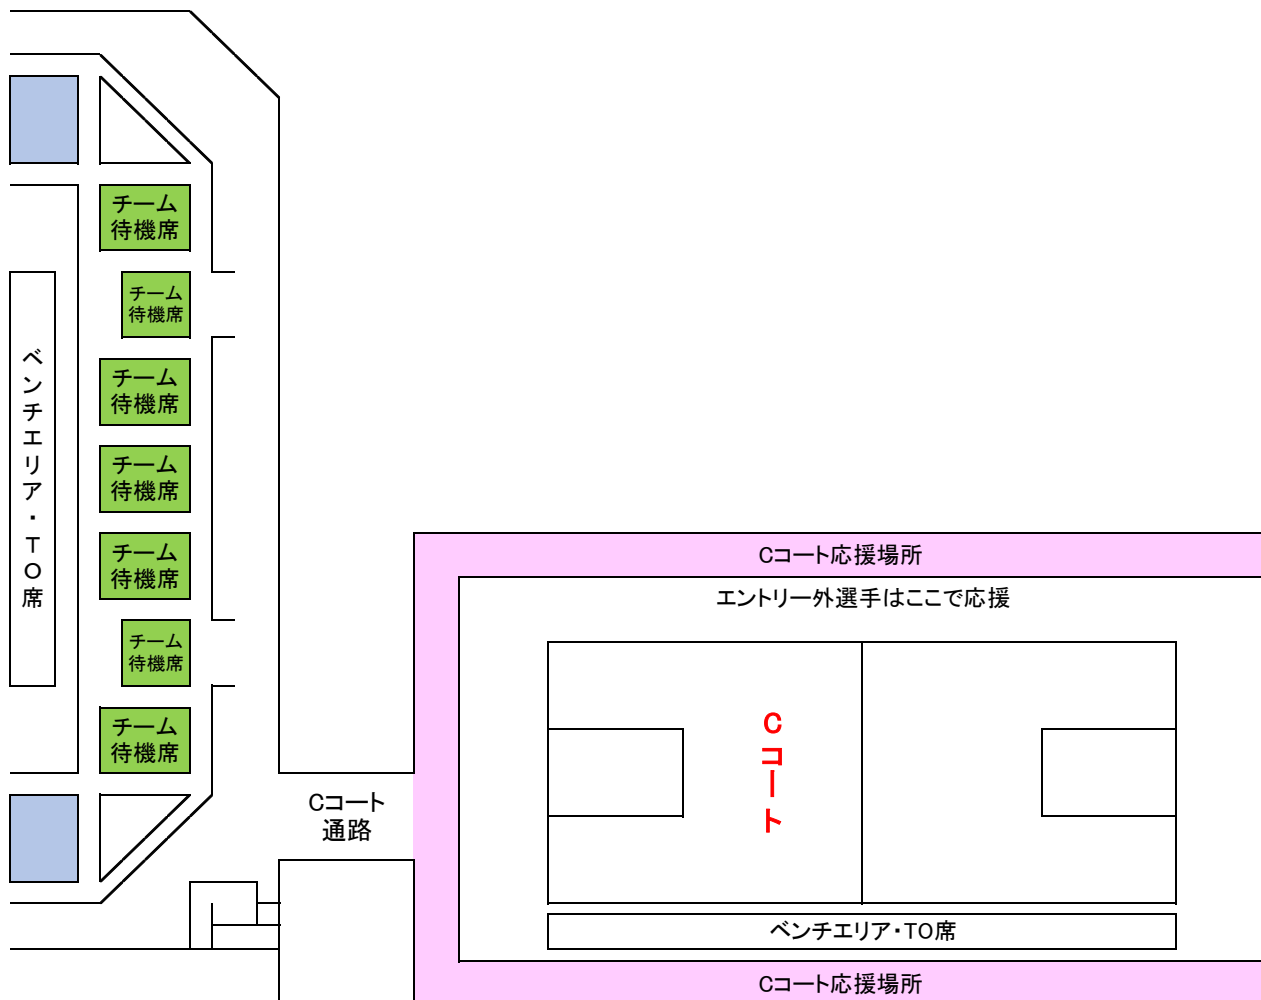 チーム
待機席
チーム
待機席
ベンチエリア・TO席
チーム
待機席
チーム
待機席
チーム
待機席
チーム
待機席
チーム
待機席
Cコート
通路
Cコート応援場所
エントリー外選手はここで応援
Cコート
ベンチエリア・TO席
Cコート応援場所